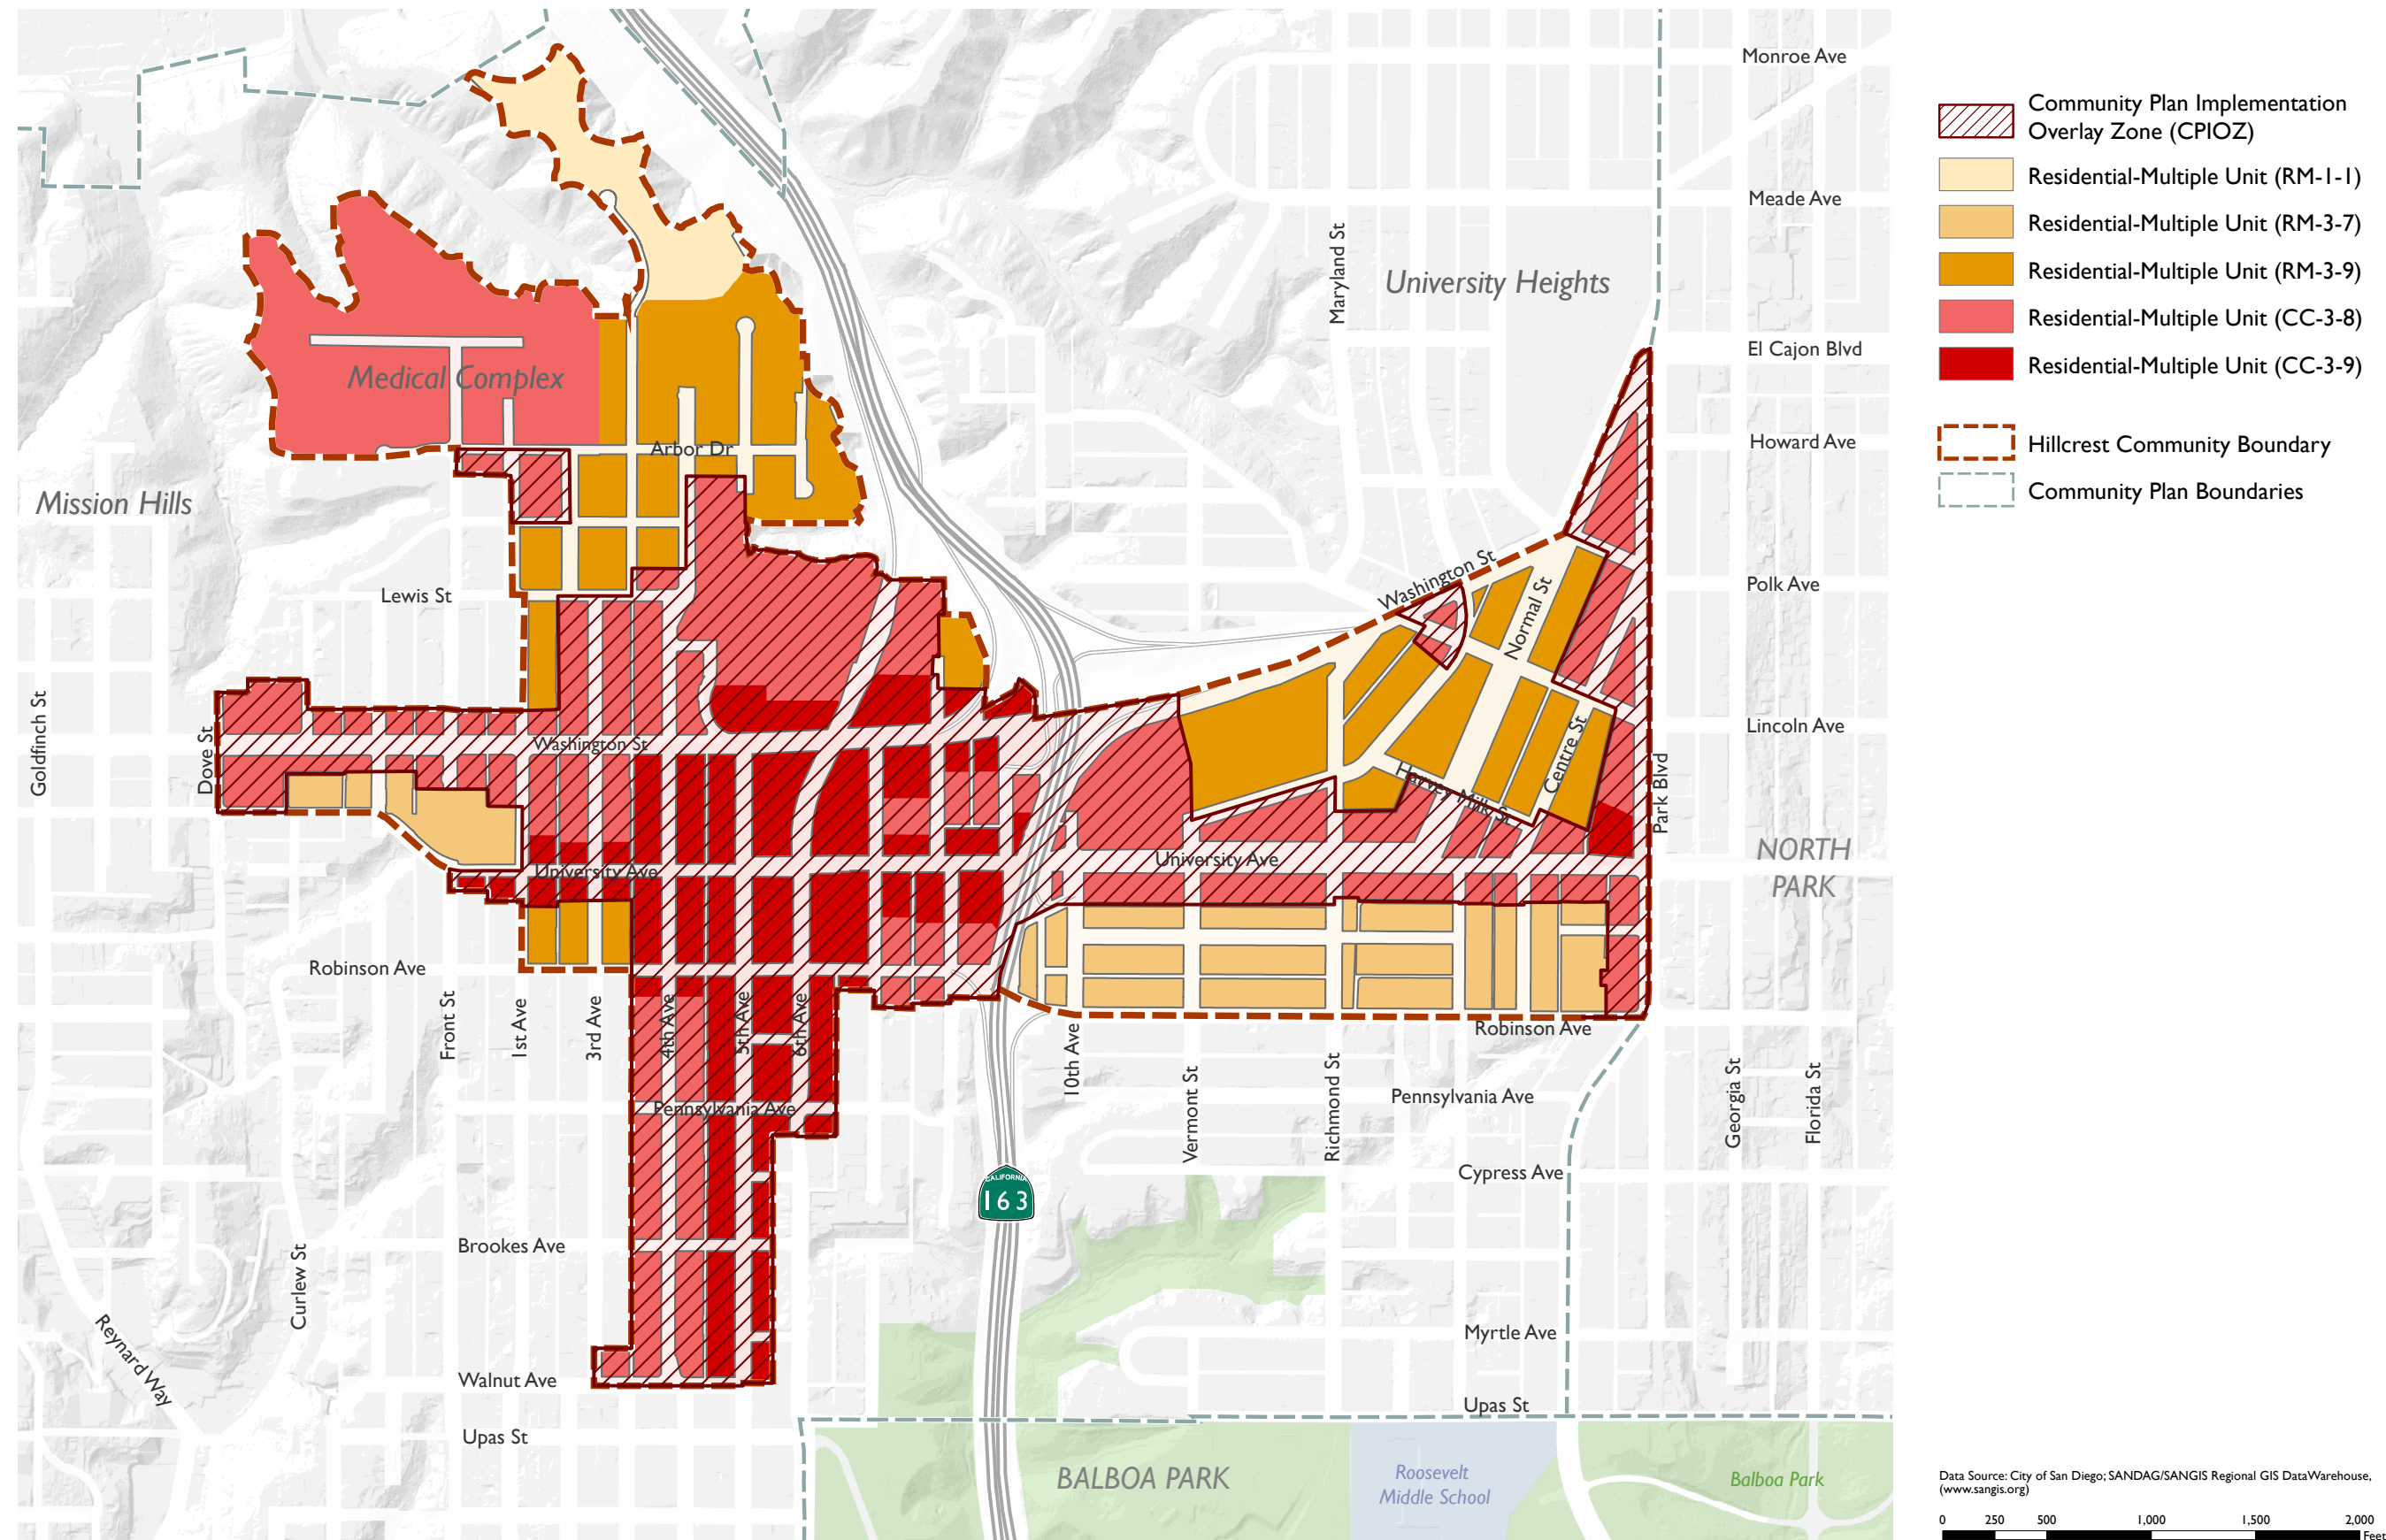 Monroe Ave
Meade Ave
Maryland St
University Heights
El Cajon Blvd
Medical Complex
Howard Ave
Arbor Dr
Mission Hills
Washington St
Polk Ave
Normal St
Lewis St
Goldfinch St
Dove St
Washington St
Lincoln Ave
Centre St
Harvey Milk St
Park Blvd
University Ave
University Ave
NORTH
PARK
Robinson Ave
Front St
1st Ave
3rd Ave
4th Ave
5th Ave
6th Ave
10th Ave
Robinson Ave
Vermont St
Richmond St
Georgia St
Florida St
Pennsylvania Ave
Pennsylvania Ave
Cypress Ave
CALIFORNIA
163
Brookes Ave
Curlew St
Reynard Way
Myrtle Ave
Walnut Ave
Upas St
Upas St
BALBOA PARK
Roosevelt
Middle School
Balboa Park
Community Plan Implementation
Overlay Zone (CPIOZ)
Residential-Multiple Unit (RM-1-1)
Residential-Multiple Unit (RM-3-7)
Residential-Multiple Unit (RM-3-9)
Residential-Multiple Unit (CC-3-8)
Residential-Multiple Unit (CC-3-9)
Hillcrest Community Boundary
Community Plan Boundaries
Data Source: City of San Diego; SANDAG/SANGIS Regional GIS DataWarehouse,
(www.sangis.org)
0 250 500 1,000 1,500 2,000
Feet